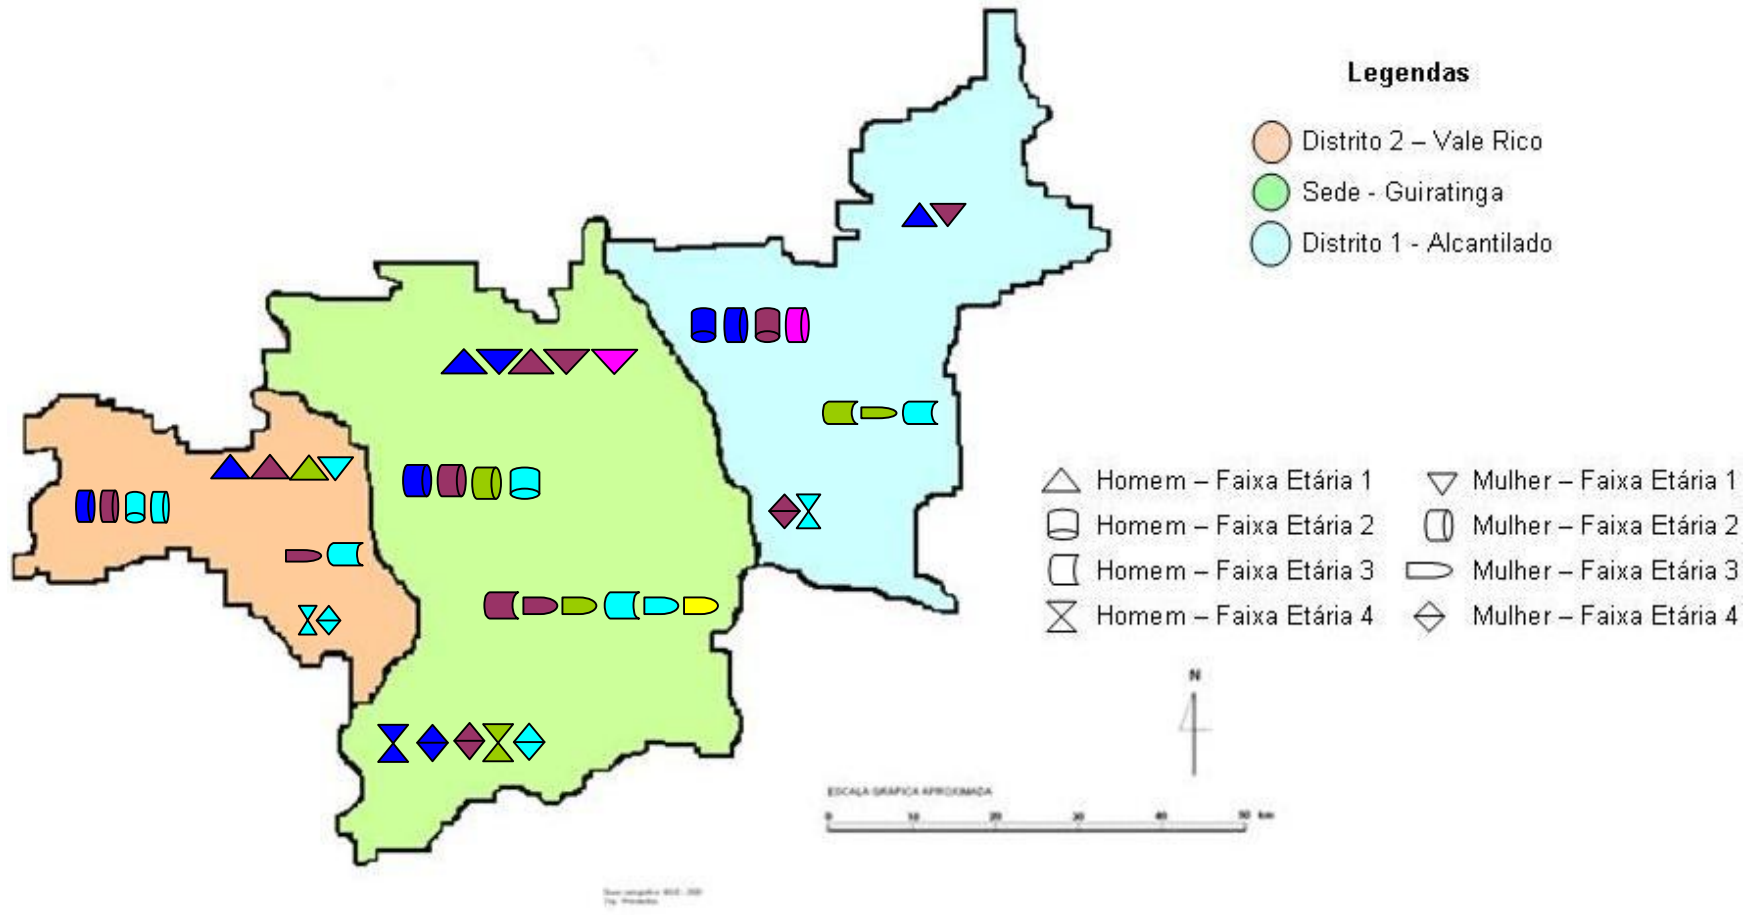 Legendas
Distrito 2 – Vale Rico
Sede - Guiratinga
Distrito 1 - Alcantilado
Homem – Faixa Etária 1
Mulher – Faixa Etária 1
Homem – Faixa Etária 2
Mulher – Faixa Etária 2
Homem – Faixa Etária 3
Mulher – Faixa Etária 3
Homem – Faixa Etária 4
Mulher – Faixa Etária 4
N
ESCALA GRÁFICA APROXIMADA
0 10 20 30 40 50 km